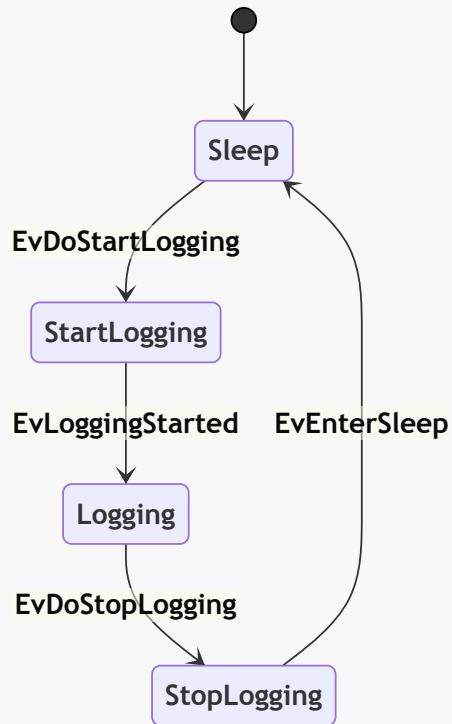 Sleep
EvDoStartLogging
StartLogging
EvLoggingStarted
EvEnterSleep
Logging
EvDoStopLogging
StopLogging